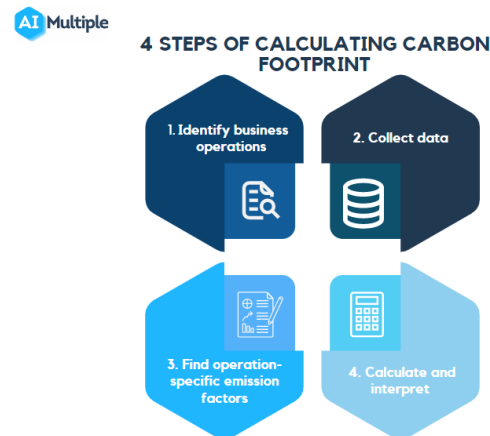 AI Multiple
4 STEPS OF CALCULATING CARBON
FOOTPRINT
1. Identify business
operations
2. Collect data
3. Find operation-
specific emission
factors
4. Calculate and
interpret